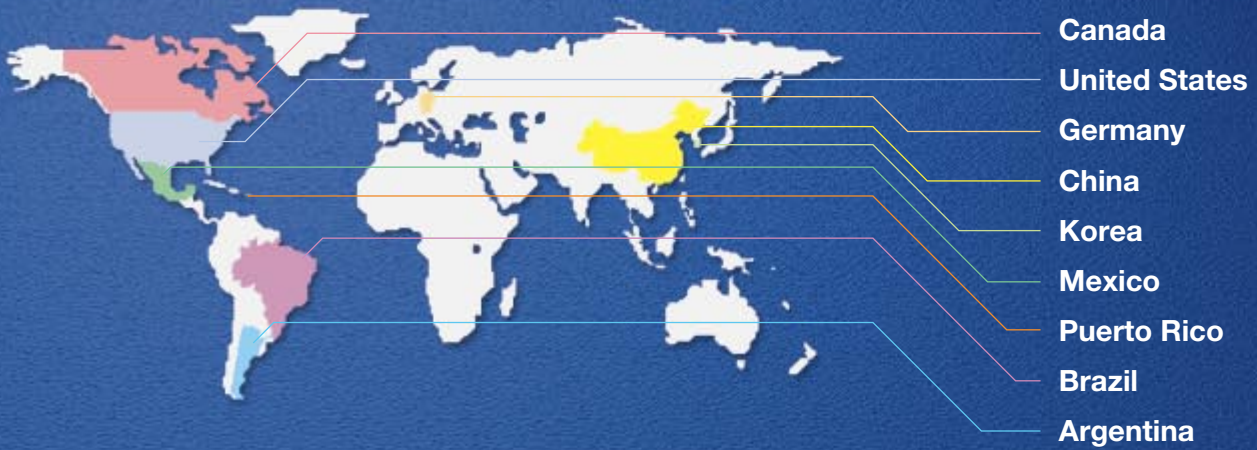 Canada
United States
Germany
China
Korea
Mexico
Puerto Rico
Brazil
Argentina